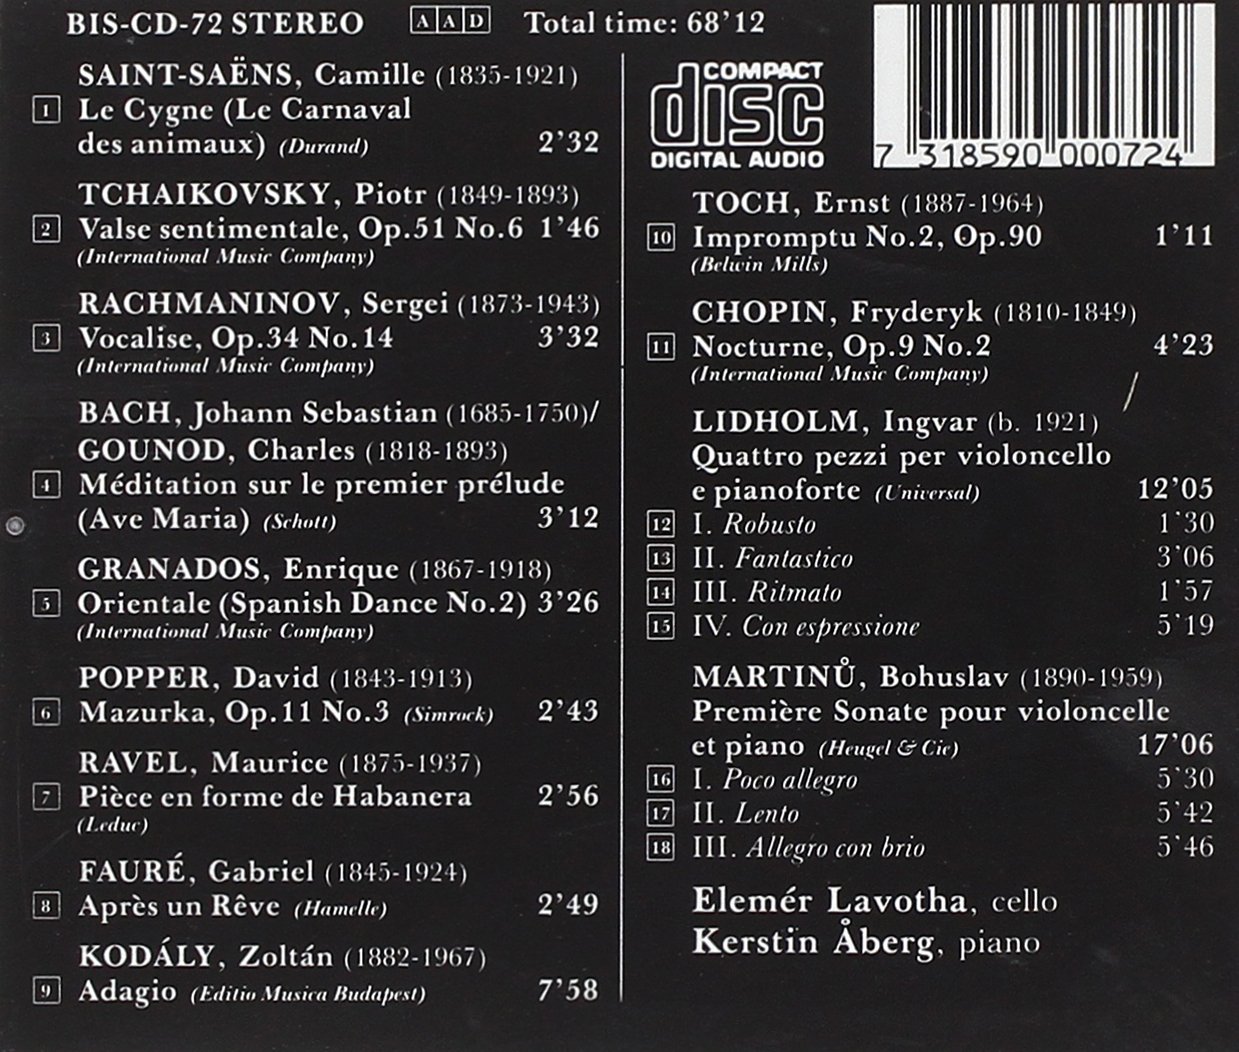 BIS-CD-72 STEREO AAD Total time: 68'12
SAINT-SAËNS, Camille (1835-1921)
1 Le Cygne (Le Carnaval
des animaux) (Durand) 2'32
TCHAIKOVSKY, Piotr (1849-1893)
2 Valse sentimentale, Op.51 No.6 1'46
(International Music Company)
RACHMANINOV, Sergei (1873-1943)
3 Vocalise, Op.34 No.14 3'32
(International Music Company)
BACH, Johann Sebastian (1685-1750)/
GOUNOD, Charles (1818-1893)
4 Méditation sur le premier prélude
(Ave Maria) (Schott) 3'12
GRANADOS, Enrique (1867-1918)
5 Orientale (Spanish Dance No.2) 3'26
(International Music Company)
POPPER, David (1843-1913)
6 Mazurka, Op.11 No.3 (Simrock) 2'43
RAVEL, Maurice (1875-1937)
7 Pièce en forme de Habanera 2'56
(Leduc)
FAURÉ, Gabriel (1845-1924)
8 Après un Rêve (Hamelle) 2'49
KODÁLY, Zoltán (1882-1967)
9 Adagio (Editio Musica Budapest) 7'58
COMPACT
disc
DIGITAL AUDIO
7 318590 000724
TOCH, Ernst (1887-1964)
10 Impromptu No.2, Op.90 1'11
(Belwin Mills)
CHOPIN, Fryderyk (1810-1849)
11 Nocturne, Op.9 No.2 4'23
(International Music Company)
LIDHOLM, Ingvar (b. 1921)
Quattro pezzi per violoncello
e pianoforte (Universal) 12'05
12 I. Robusto 1'30
13 II. Fantastico 3'06
14 III. Ritmato 1'57
15 IV. Con espressione 5'19
MARTINŮ, Bohuslav (1890-1959)
Première Sonate pour violoncelle
et piano (Heugel & Cie) 17'06
16 I. Poco allegro 5'30
17 II. Lento 5'42
18 III. Allegro con brio 5'46
Elemér Lavotha, cello
Kerstin Åberg, piano